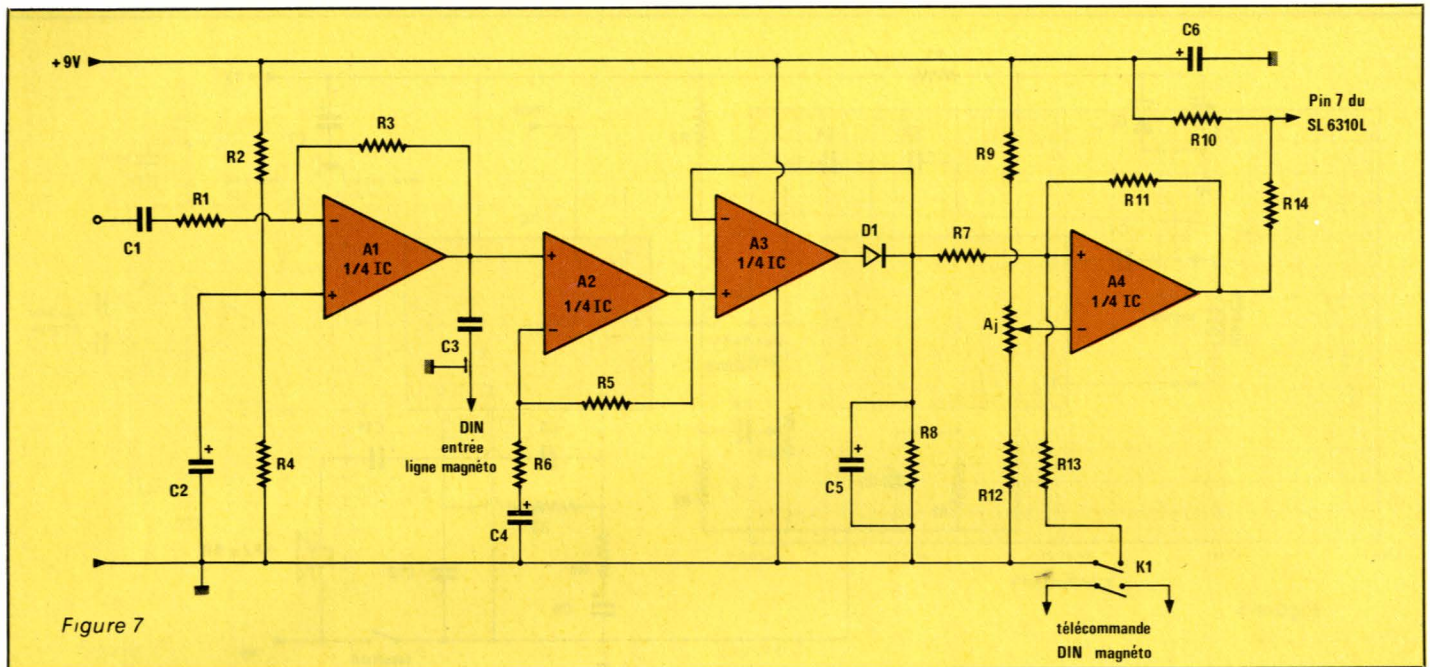 +9V
C6
Pin 7 du
SL 6310L
R10
R2
R3
R9
R11
R14
R1
C1
A1
1/4 IC
A2
1/4 IC
A3
1/4 IC
D1
R7
A4
1/4 IC
Aj
C3
R5
DIN
entrée
ligne magnéto
C2
R4
R6
C4
C5
R8
R12
R13
K1
télécommande
DIN magnéto
Figure 7